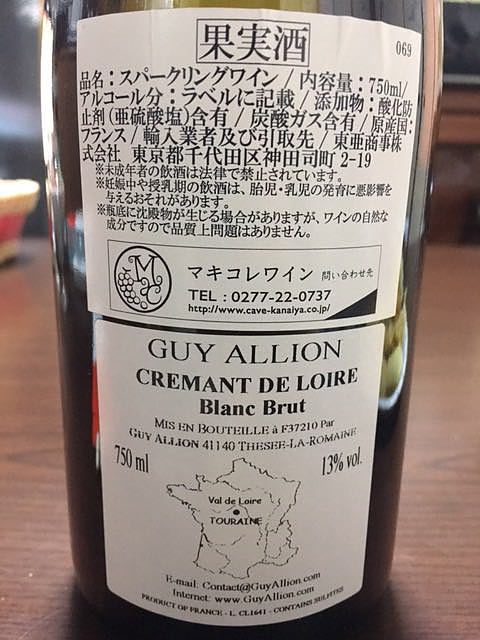 果実酒
069
品名：スパークリングワイン / 内容量：750ml/
アルコール分：ラベルに記載 / 添加物：酸化防
止剤 (亜硫酸塩)含有 / 炭酸ガス含有 / 原産国：
フランス / 輸入業者及び引取先 / 東亜商事株
式会社 東京都千代田区神田司町 2-19
※未成年者の飲酒は法律で禁止されています。
※妊娠中や授乳期の飲酒は、胎児・乳児の発育に悪影響を
与えるおそれがあります。
※瓶底に沈殿物が生じる場合がありますが、ワインの自然な
成分ですので品質上問題はありません。
マキコレワイン 問い合わせ先
TEL : 0277-22-0737
http://www.cave-kanaiya.co.jp/
GUY ALLION
CREMANT DE LOIRE
Blanc Brut
MIS EN BOUTEILLE à F37210 Par
GUY ALLION 41140 THESEE-LA-ROMAINE
750 ml
13% vol.
Val de Loire
TOURAINE
E-mail: Contact@GuyAllion.com
Internet: www.GuyAllion.com
PRODUCT OF FRANCE - L. CL1641 - CONTAINS SULFITES